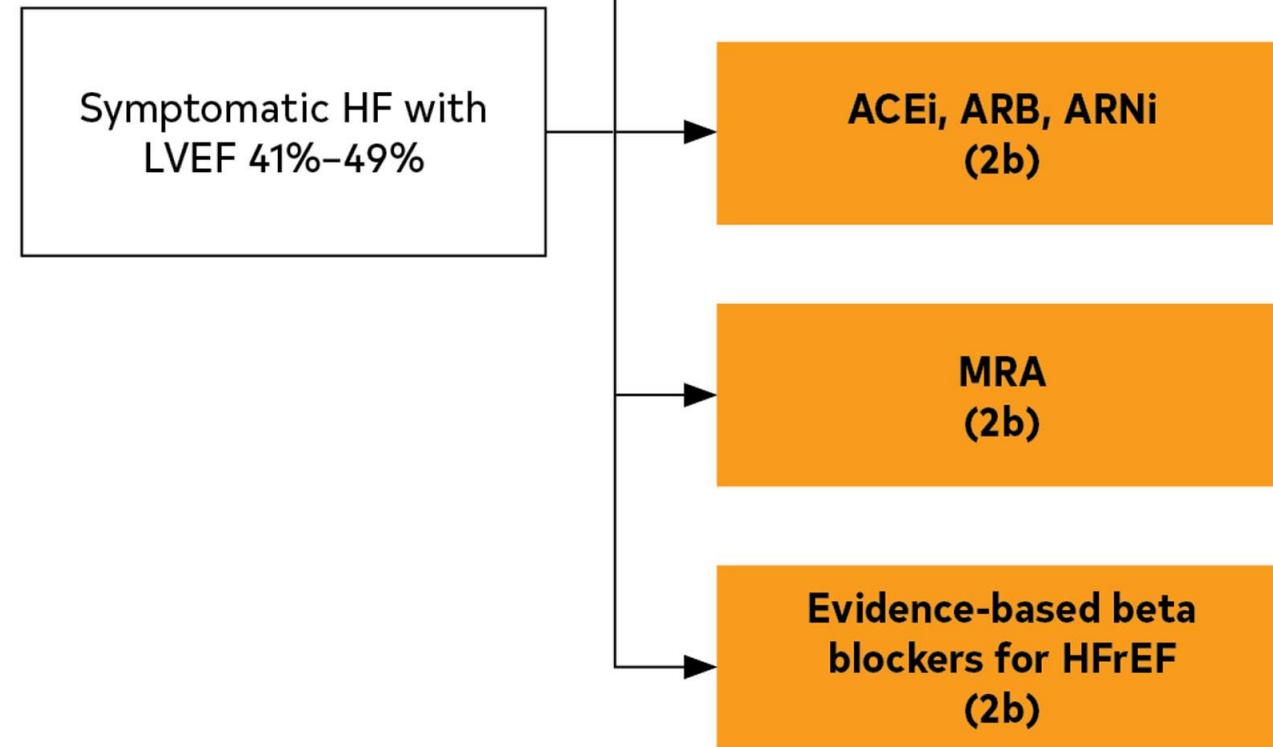 Symptomatic HF with
LVEF 41%–49%
ACEi, ARB, ARNi
(2b)
MRA
(2b)
Evidence-based beta
blockers for HFrEF
(2b)